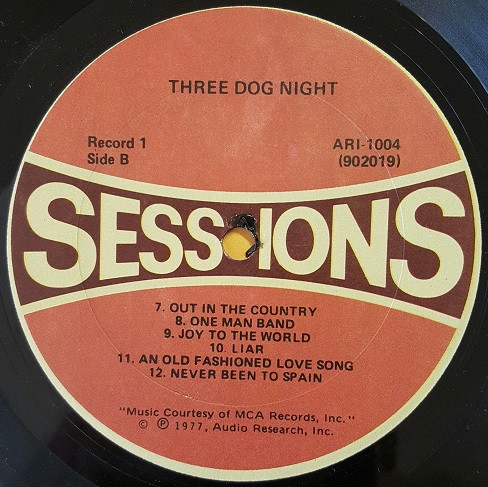 THREE DOG NIGHT
Record 1
Side B
ARI-1004
(902019)
SESSIONS
7. OUT IN THE COUNTRY
8. ONE MAN BAND
9. JOY TO THE WORLD
10. LIAR
11. AN OLD FASHIONED LOVE SONG
12. NEVER BEEN TO SPAIN
"Music Courtesy of MCA Records, Inc."
© ℗ 1977, Audio Research, Inc.